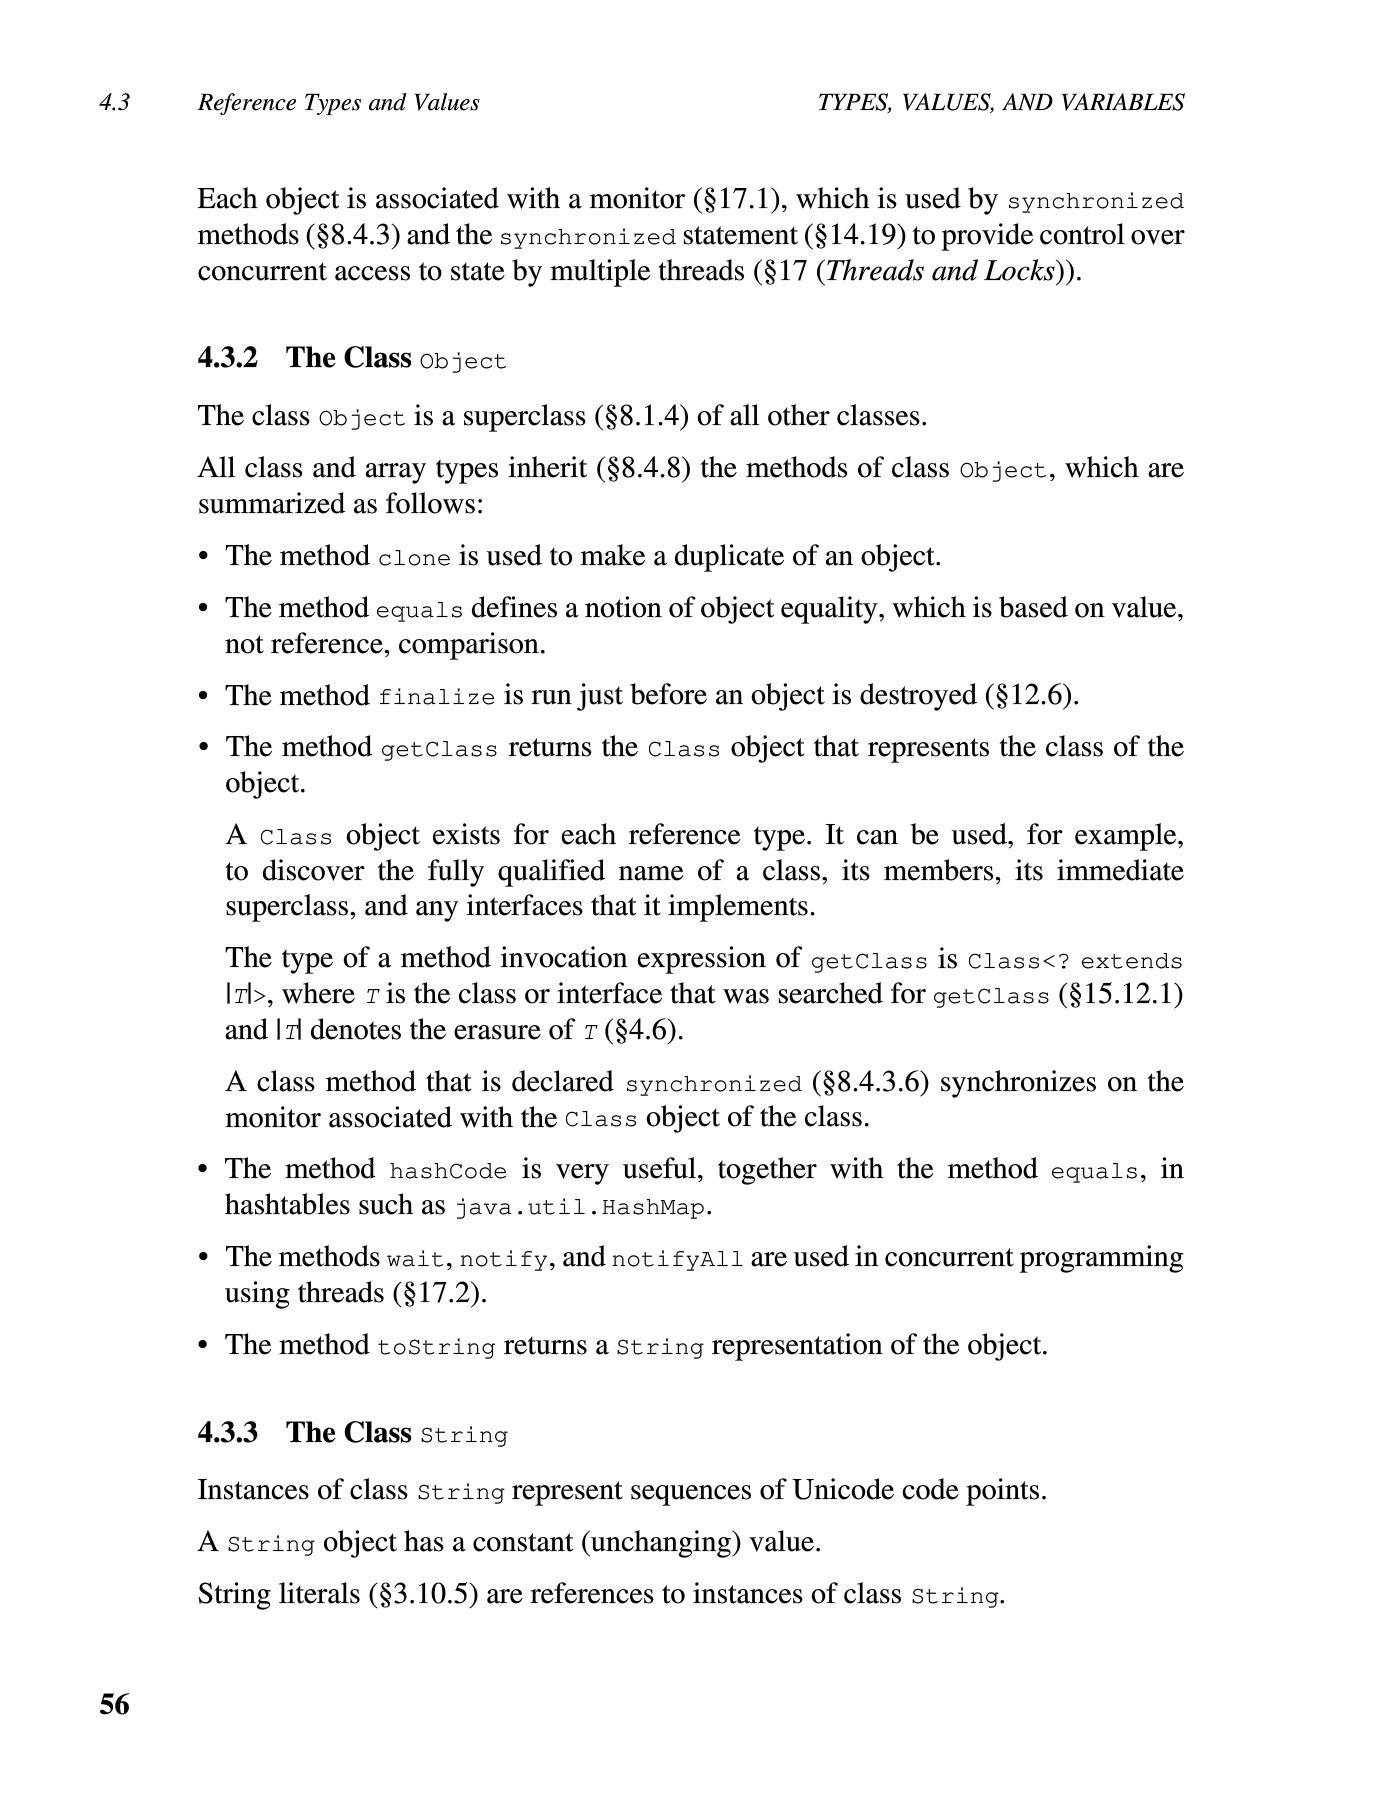 4.3 Reference Types and Values TYPES, VALUES, AND VARIABLES
Each object is associated with a monitor (§17.1), which is used by synchronized
methods (§8.4.3) and the synchronized statement (§14.19) to provide control over
concurrent access to state by multiple threads (§17 (Threads and Locks)).
4.3.2 The Class Object
The class Object is a superclass (§8.1.4) of all other classes.
All class and array types inherit (§8.4.8) the methods of class Object, which are
summarized as follows:
• The method clone is used to make a duplicate of an object.
• The method equals defines a notion of object equality, which is based on value,
not reference, comparison.
• The method finalize is run just before an object is destroyed (§12.6).
• The method getClass returns the Class object that represents the class of the
object.
A Class object exists for each reference type. It can be used, for example,
to discover the fully qualified name of a class, its members, its immediate
superclass, and any interfaces that it implements.
The type of a method invocation expression of getClass is Class<? extends
|T|>, where T is the class or interface that was searched for getClass (§15.12.1)
and |T| denotes the erasure of T (§4.6).
A class method that is declared synchronized (§8.4.3.6) synchronizes on the
monitor associated with the Class object of the class.
• The method hashCode is very useful, together with the method equals, in
hashtables such as java.util.HashMap.
• The methods wait, notify, and notifyAll are used in concurrent programming
using threads (§17.2).
• The method toString returns a String representation of the object.
4.3.3 The Class String
Instances of class String represent sequences of Unicode code points.
A String object has a constant (unchanging) value.
String literals (§3.10.5) are references to instances of class String.
56